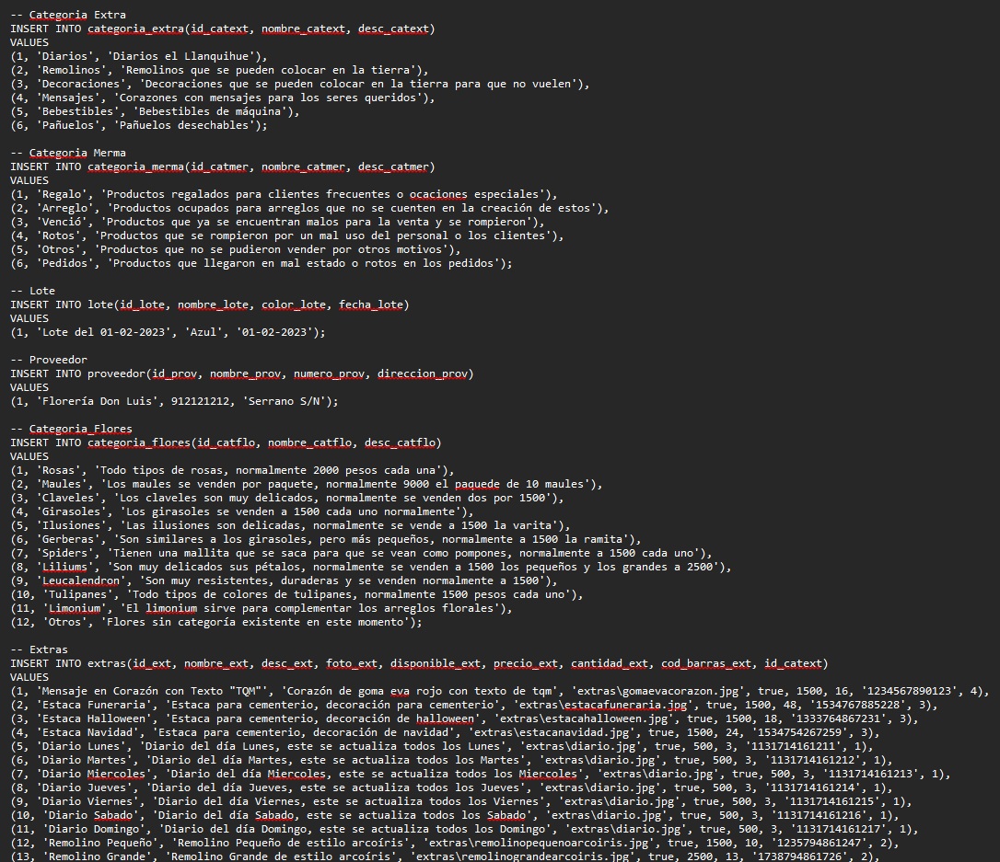 -- Categoria Extra
INSERT INTO categoria_extra(id_catext, nombre_catext, desc_catext)
VALUES
(1, 'Diarios', 'Diarios el Llanquihue'),
(2, 'Remolinos', 'Remolinos que se pueden colocar en la tierra'),
(3, 'Decoraciones', 'Decoraciones que se pueden colocar en la tierra para que no vuelen'),
(4, 'Mensajes', 'Corazones con mensajes para los seres queridos'),
(5, 'Bebestibles', 'Bebestibles de máquina'),
(6, 'Pañuelos', 'Pañuelos desechables');

-- Categoria Merma
INSERT INTO categoria_merma(id_catmer, nombre_catmer, desc_catmer)
VALUES
(1, 'Regalo', 'Productos regalados para clientes frecuentes o ocaciones especiales'),
(2, 'Arreglo', 'Productos ocupados para arreglos que no se cuenten en la creación de estos'),
(3, 'Venció', 'Productos que ya se encuentran malos para la venta y se rompieron'),
(4, 'Rotos', 'Productos que se rompieron por un mal uso del personal o los clientes'),
(5, 'Otros', 'Productos que no se pudieron vender por otros motivos'),
(6, 'Pedidos', 'Productos que llegaron en mal estado o rotos en los pedidos');

-- Lote
INSERT INTO lote(id_lote, nombre_lote, color_lote, fecha_lote)
VALUES
(1, 'Lote del 01-02-2023', 'Azul', '01-02-2023');

-- Proveedor
INSERT INTO proveedor(id_prov, nombre_prov, numero_prov, direccion_prov)
VALUES
(1, 'Florería Don Luis', 912121212, 'Serrano S/N');

-- Categoria_Flores
INSERT INTO categoria_flores(id_catflo, nombre_catflo, desc_catflo)
VALUES
(1, 'Rosas', 'Todo tipos de rosas, normalmente 2000 pesos cada una'),
(2, 'Maules', 'Los maules se venden por paquete, normalmente 9000 el paquede de 10 maules'),
(3, 'Claveles', 'Los claveles son muy delicados, normalmente se venden dos por 1500'),
(4, 'Girasoles', 'Los girasoles se venden a 1500 cada uno normalmente'),
(5, 'Ilusiones', 'Las ilusiones son delicadas, normalmente se vende a 1500 la varita'),
(6, 'Gerberas', 'Son similares a los girasoles, pero más pequeños, normalmente a 1500 la ramita'),
(7, 'Spiders', 'Tienen una mallita que se saca para que se vean como pompones, normalmente a 1500 cada uno'),
(8, 'Liliums', 'Son muy delicados sus pétalos, normalmente se venden a 1500 los pequeños y los grandes a 2500'),
(9, 'Leucalendron', 'Son muy resistentes, duraderas y se venden normalmente a 1500'),
(10, 'Tulipanes', 'Todo tipos de colores de tulipanes, normalmente 1500 pesos cada uno'),
(11, 'Limonium', 'El limonium sirve para complementar los arreglos florales'),
(12, 'Otros', 'Flores sin categoría existente en este momento');

-- Extras
INSERT INTO extras(id_ext, nombre_ext, desc_ext, foto_ext, disponible_ext, precio_ext, cantidad_ext, cod_barras_ext, id_catext)
VALUES
(1, 'Mensaje en Corazón con Texto "TQM"', 'Corazón de goma eva rojo con texto de tqm', 'extras\gomaevacorazon.jpg', true, 1500, 16, '1234567890123', 4),
(2, 'Estaca Funeraria', 'Estaca para cementerio, decoración para cementerio', 'extras\estacafuneraria.jpg', true, 1500, 48, '1534767885228', 3),
(3, 'Estaca Halloween', 'Estaca para cementerio, decoración de halloween', 'extras\estacahalloween.jpg', true, 1500, 18, '1333764867231', 3),
(4, 'Estaca Navidad', 'Estaca para cementerio, decoración de navidad', 'extras\estacanavidad.jpg', true, 1500, 24, '1534754267259', 3),
(5, 'Diario Lunes', 'Diario del día Lunes, este se actualiza todos los Lunes', 'extras\diario.jpg', true, 500, 3, '1131714161211', 1),
(6, 'Diario Martes', 'Diario del día Martes, este se actualiza todos los Martes', 'extras\diario.jpg', true, 500, 3, '1131714161212', 1),
(7, 'Diario Miercoles', 'Diario del día Miercoles, este se actualiza todos los Miercoles', 'extras\diario.jpg', true, 500, 3, '1131714161213', 1),
(8, 'Diario Jueves', 'Diario del día Jueves, este se actualiza todos los Jueves', 'extras\diario.jpg', true, 500, 3, '1131714161214', 1),
(9, 'Diario Viernes', 'Diario del día Viernes, este se actualiza todos los Viernes', 'extras\diario.jpg', true, 500, 3, '1131714161215', 1),
(10, 'Diario Sabado', 'Diario del día Sabado, este se actualiza todos los Sabado', 'extras\diario.jpg', true, 500, 3, '1131714161216', 1),
(11, 'Diario Domingo', 'Diario del día Domingo, este se actualiza todos los Domingo', 'extras\diario.jpg', true, 500, 3, '1131714161217', 1),
(12, 'Remolino Pequeño', 'Remolino Pequeño de estilo arcoíris', 'extras\remolinopequenoarcoiris.jpg', true, 1500, 10, '1235794861247', 2),
(13, 'Remolino Grande', 'Remolino Grande de estilo arcoíris', 'extras\remolinograndearcoiris.jpg', true, 2500, 13, '1738794861726', 2),